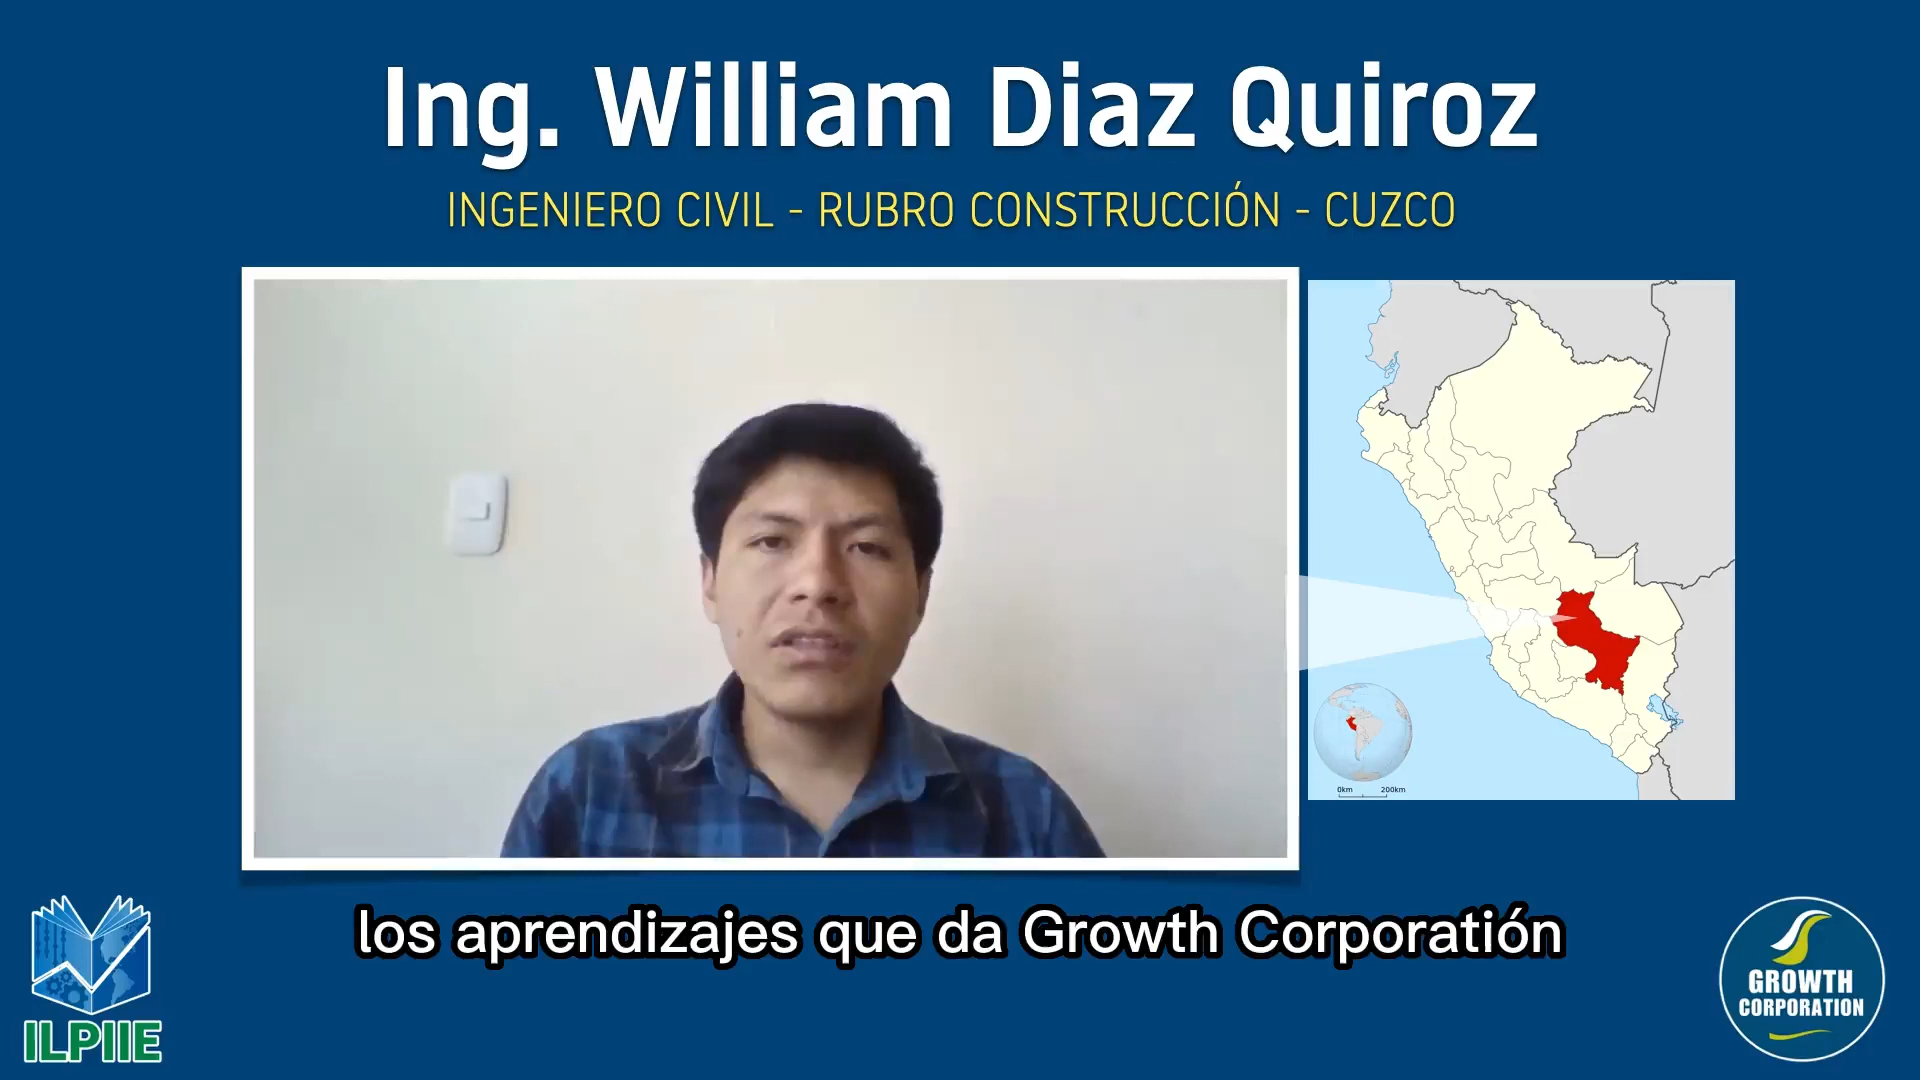 Ing. William Diaz Quiroz
INGENIERO CIVIL - RUBRO CONSTRUCCIÓN - CUZCO
0km 200km
los aprendizajes que da Growth Corporatión
ILPIIE
GROWTH
CORPORATION